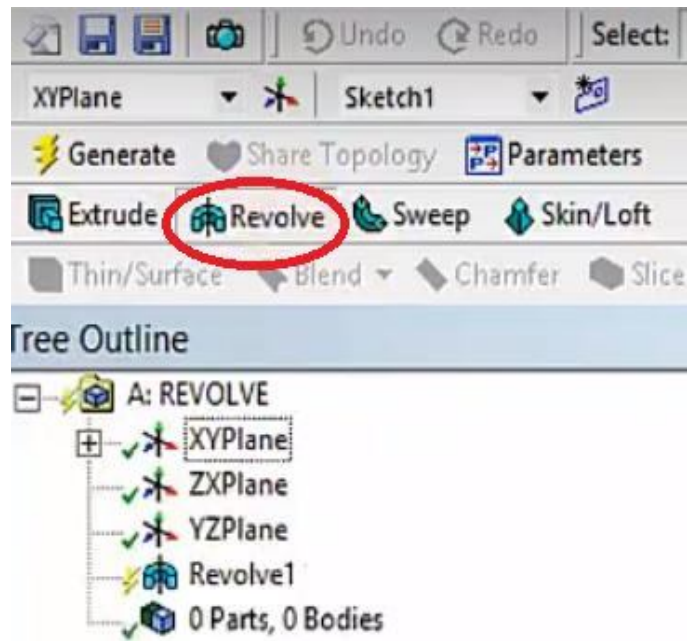 Undo Redo Select:
XYPlane Sketch1
Generate Share Topology Parameters
Extrude Revolve Sweep Skin/Loft
Thin/Surface Blend Chamfer Slice
Tree Outline
A: REVOLVE
XYPlane
ZXPlane
YZPlane
Revolve1
0 Parts, 0 Bodies